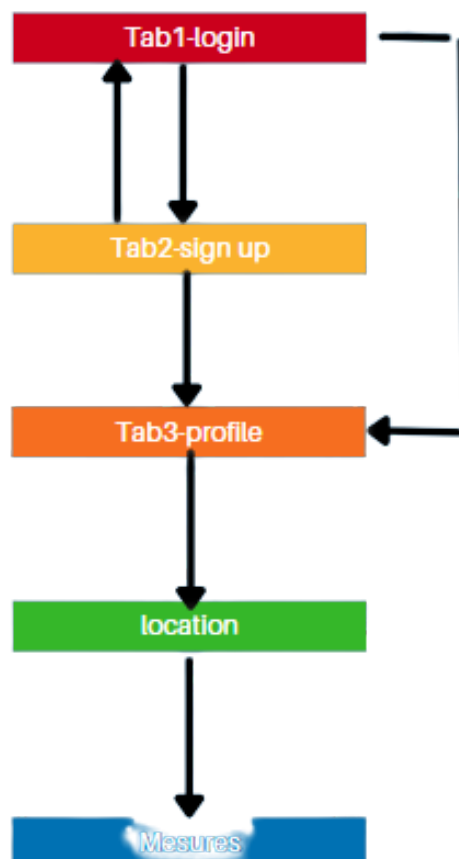 Tab1-login
Tab2-sign up
Tab3-profile
location
Mesures